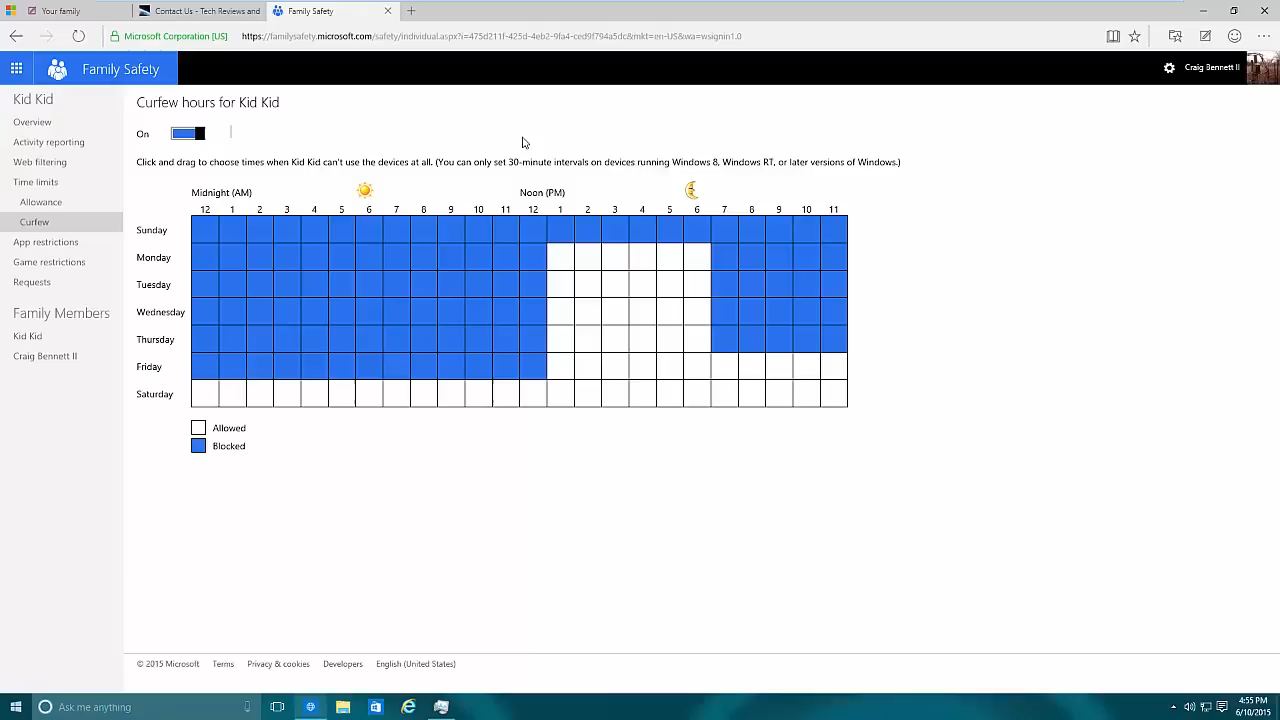 Your family
Contact Us - Tech Reviews and
Family Safety
Microsoft Corporation [US]
https://familysafety.microsoft.com/safety/individual.aspx?i=475d211f-425d-4eb2-9fa4-ced9f794a5dc&mkt=en-US&wa=wsignin1.0
Family Safety
Craig Bennett II
Kid Kid
Overview
Activity reporting
Web filtering
Time limits
Allowance
Curfew
App restrictions
Game restrictions
Requests
Family Members
Kid Kid
Craig Bennett II
Curfew hours for Kid Kid
On
Click and drag to choose times when Kid Kid can't use the devices at all. (You can only set 30-minute intervals on devices running Windows 8, Windows RT, or later versions of Windows.)
Midnight (AM) Noon (PM)
12 1 2 3 4 5 6 7 8 9 10 11 12 1 2 3 4 5 6 7 8 9 10 11
Sunday
Monday
Tuesday
Wednesday
Thursday
Friday
Saturday
Allowed
Blocked
© 2015 Microsoft Terms Privacy & cookies Developers English (United States)
Ask me anything
4:55 PM
6/10/2015